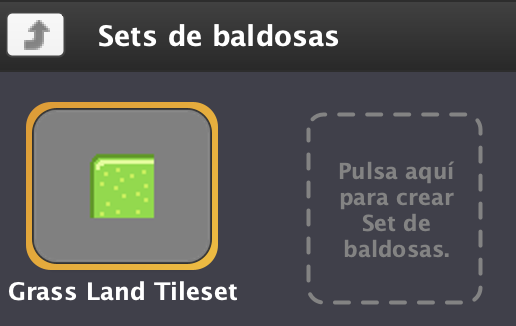 Sets de baldosas
Grass Land Tileset
Pulsa aquí
para crear
Set de
baldosas.